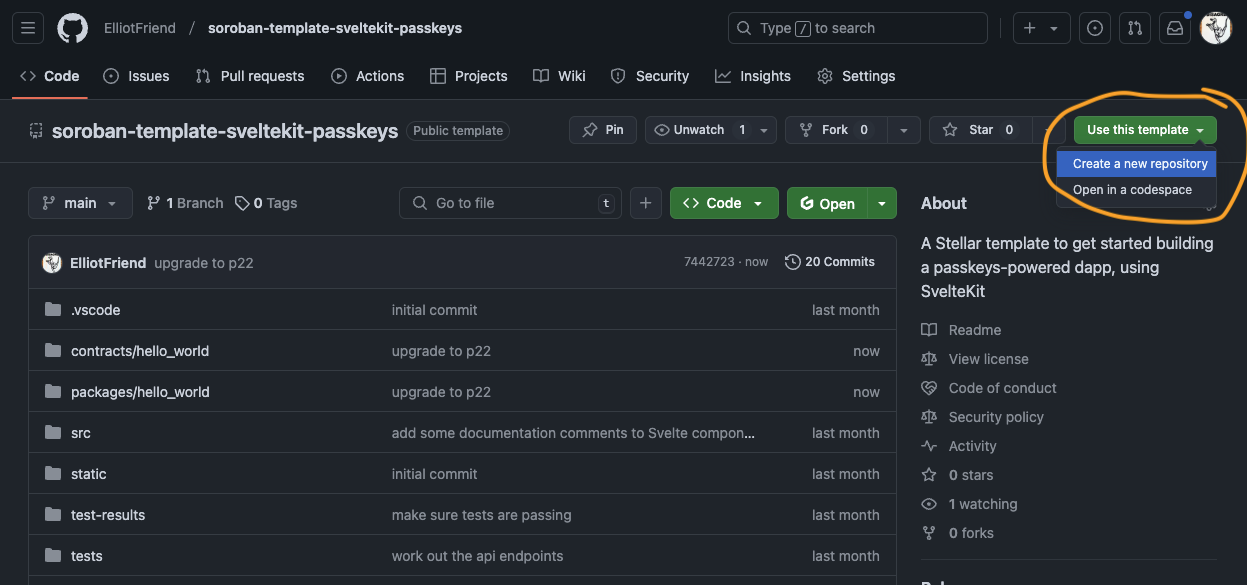 ElliotFriend / soroban-template-sveltekit-passkeys
Type / to search
Code Issues Pull requests Actions Projects Wiki Security Insights Settings
soroban-template-sveltekit-passkeys Public template
Pin Unwatch 1 Fork 0 Star 0 Use this template
Create a new repository
Open in a codespace
main 1 Branch 0 Tags Go to file t Code Open
About
A Stellar template to get started building
a passkeys-powered dapp, using
SvelteKit
ElliotFriend upgrade to p22 7442723 · now 20 Commits
.vscode initial commit last month
contracts/hello_world upgrade to p22 now
packages/hello_world upgrade to p22 now
src add some documentation comments to Svelte compon... last month
static initial commit last month
test-results make sure tests are passing last month
tests work out the api endpoints last month
Readme
View license
Code of conduct
Security policy
Activity
0 stars
1 watching
0 forks